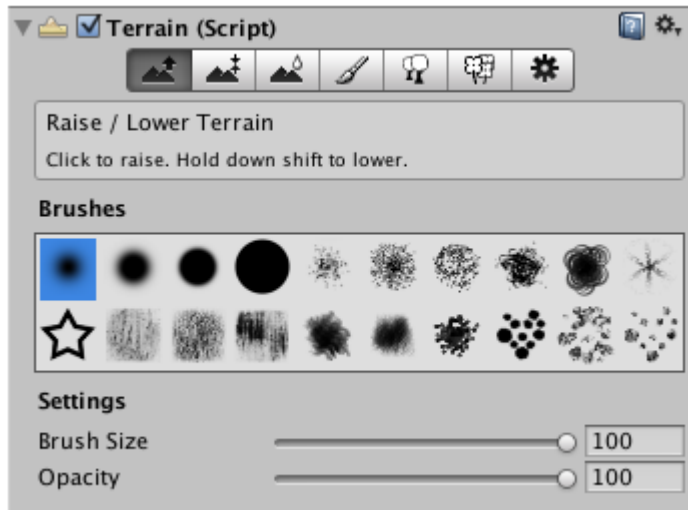 Terrain (Script)
Raise / Lower Terrain
Click to raise. Hold down shift to lower.
Brushes
Settings
Brush Size 100
Opacity 100